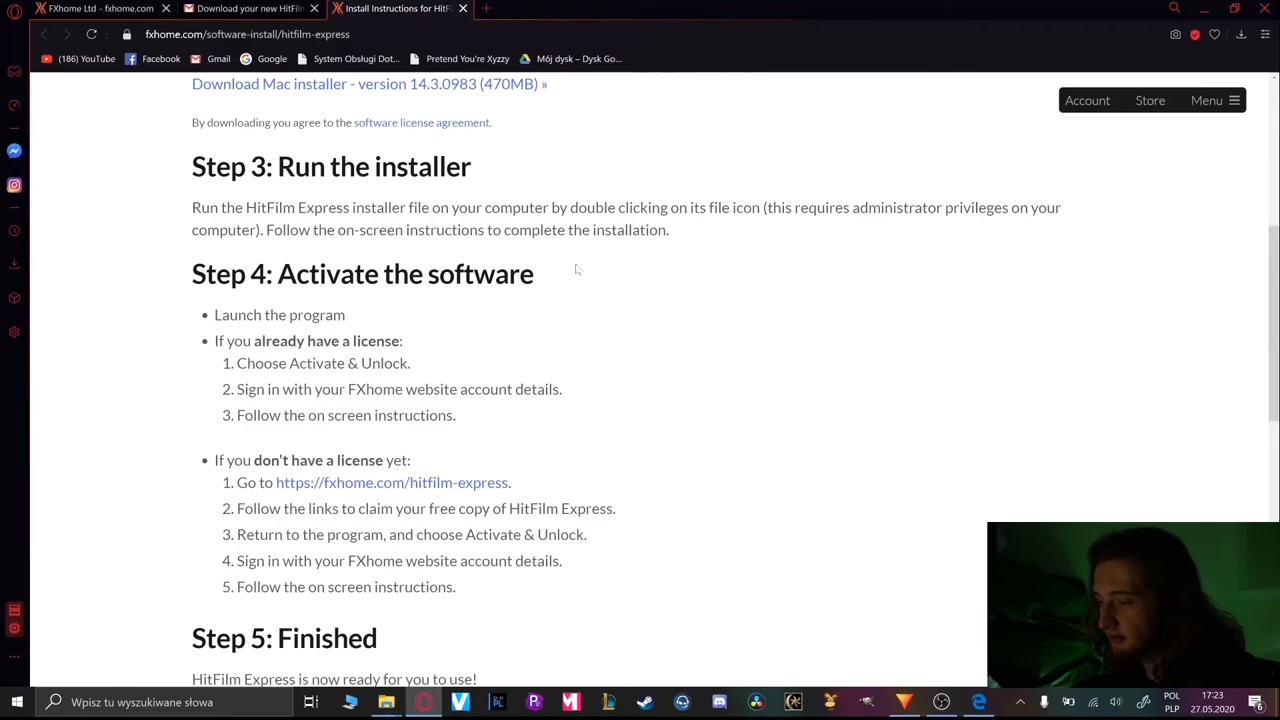 FXhome Ltd - fxhome.com
Download your new HitFilm
Install Instructions for HitF
fxhome.com/software-install/hitfilm-express
(186) YouTube
Facebook
Gmail
Google
System Obsługi Dot...
Pretend You're Xyzzy
Mój dysk – Dysk Go...
Download Mac installer - version 14.3.0983 (470MB) »
Account
Store
Menu
By downloading you agree to the software license agreement.
Step 3: Run the installer
Run the HitFilm Express installer file on your computer by double clicking on its file icon (this requires administrator privileges on your
computer). Follow the on-screen instructions to complete the installation.
Step 4: Activate the software
• Launch the program
• If you already have a license:
1. Choose Activate & Unlock.
2. Sign in with your FXhome website account details.
3. Follow the on screen instructions.
• If you don't have a license yet:
1. Go to https://fxhome.com/hitfilm-express.
2. Follow the links to claim your free copy of HitFilm Express.
3. Return to the program, and choose Activate & Unlock.
4. Sign in with your FXhome website account details.
5. Follow the on screen instructions.
Step 5: Finished
HitFilm Express is now ready for you to use!
Wpisz tu wyszukiwane słowa
POL
PLP
17:23
27.05.2020
6